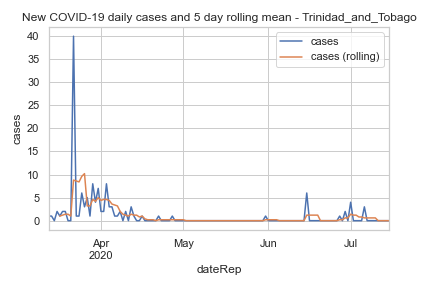 New COVID-19 daily cases and 5 day rolling mean - Trinidad_and_Tobago
cases
cases (rolling)
40
35
30
25
20
15
10
5
0
cases
Apr
2020
May
Jun
Jul
dateRep